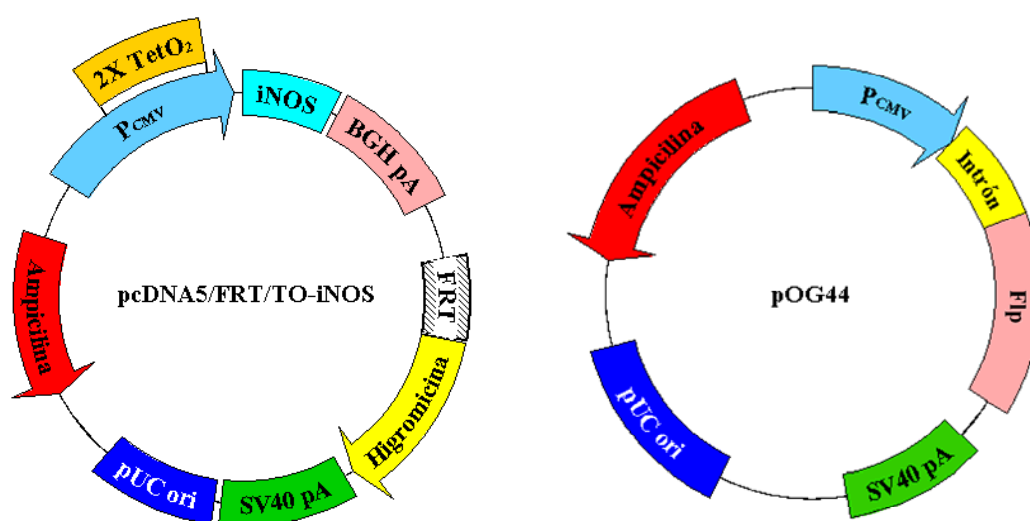 2X TetO₂
PCMV
iNOS
BGH pA
FRT
Higromicina
SV40 pA
pUC ori
Ampicilina
pcDNA5/FRT/TO-iNOS
PCMV
Intrón
Flp
SV40 pA
pUC ori
Ampicilina
pOG44